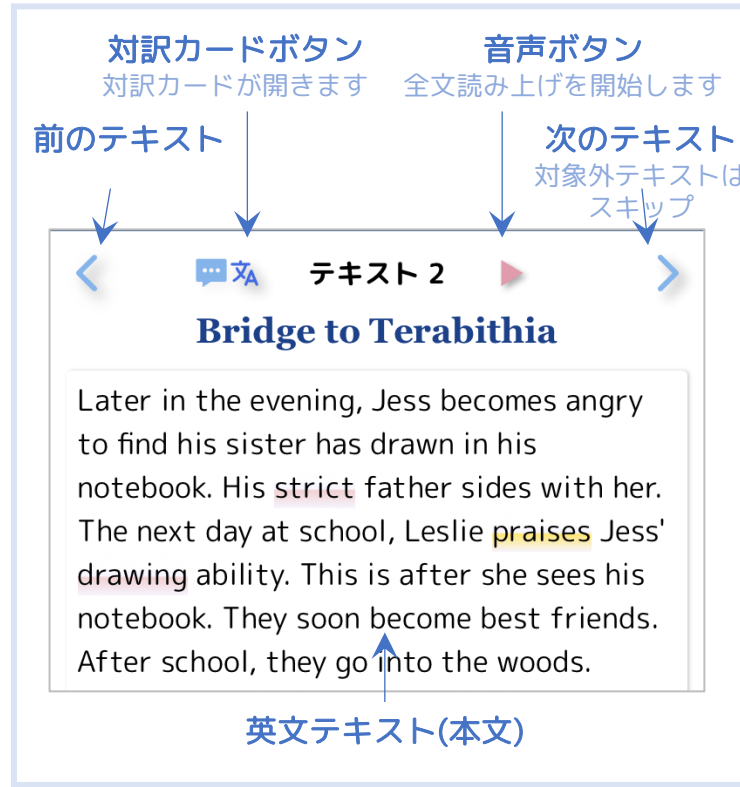 対訳カードボタン
対訳カードが開きます
音声ボタン
全文読み上げを開始します
前のテキスト
次のテキスト
対象外テキストは
スキップ
文A
テキスト 2
Bridge to Terabithia
Later in the evening, Jess becomes angry
to find his sister has drawn in his
notebook. His strict father sides with her.
The next day at school, Leslie praises Jess'
drawing ability. This is after she sees his
notebook. They soon become best friends.
After school, they go into the woods.
英文テキスト(本文)